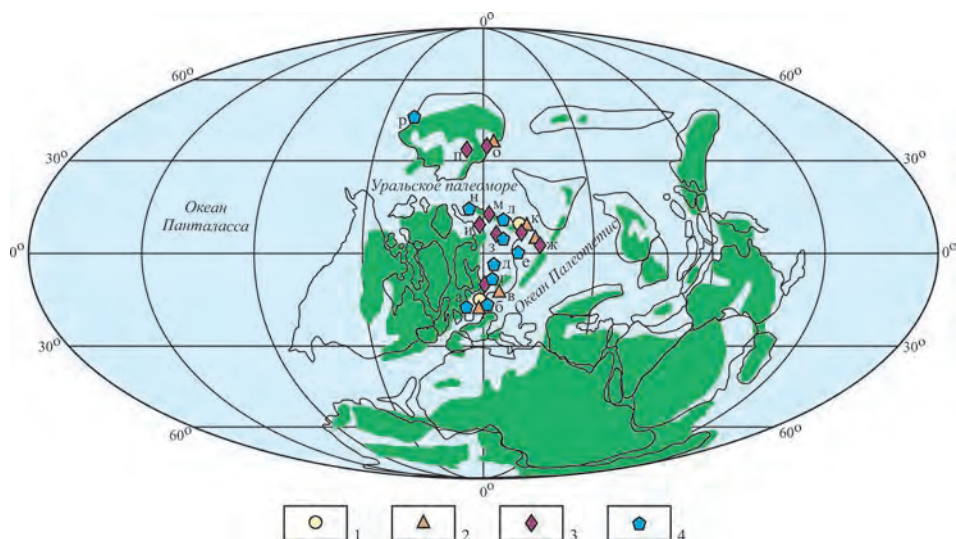 0°
60° 60°
р
п о
30° 30°
Уральское палеоморе
н
м л
Океан
Панталасса
и к
0° з ж 0°
е
д
Океан Палеотетис
а в
б
30° 30°
60° 60°
0°
1 2 3 4